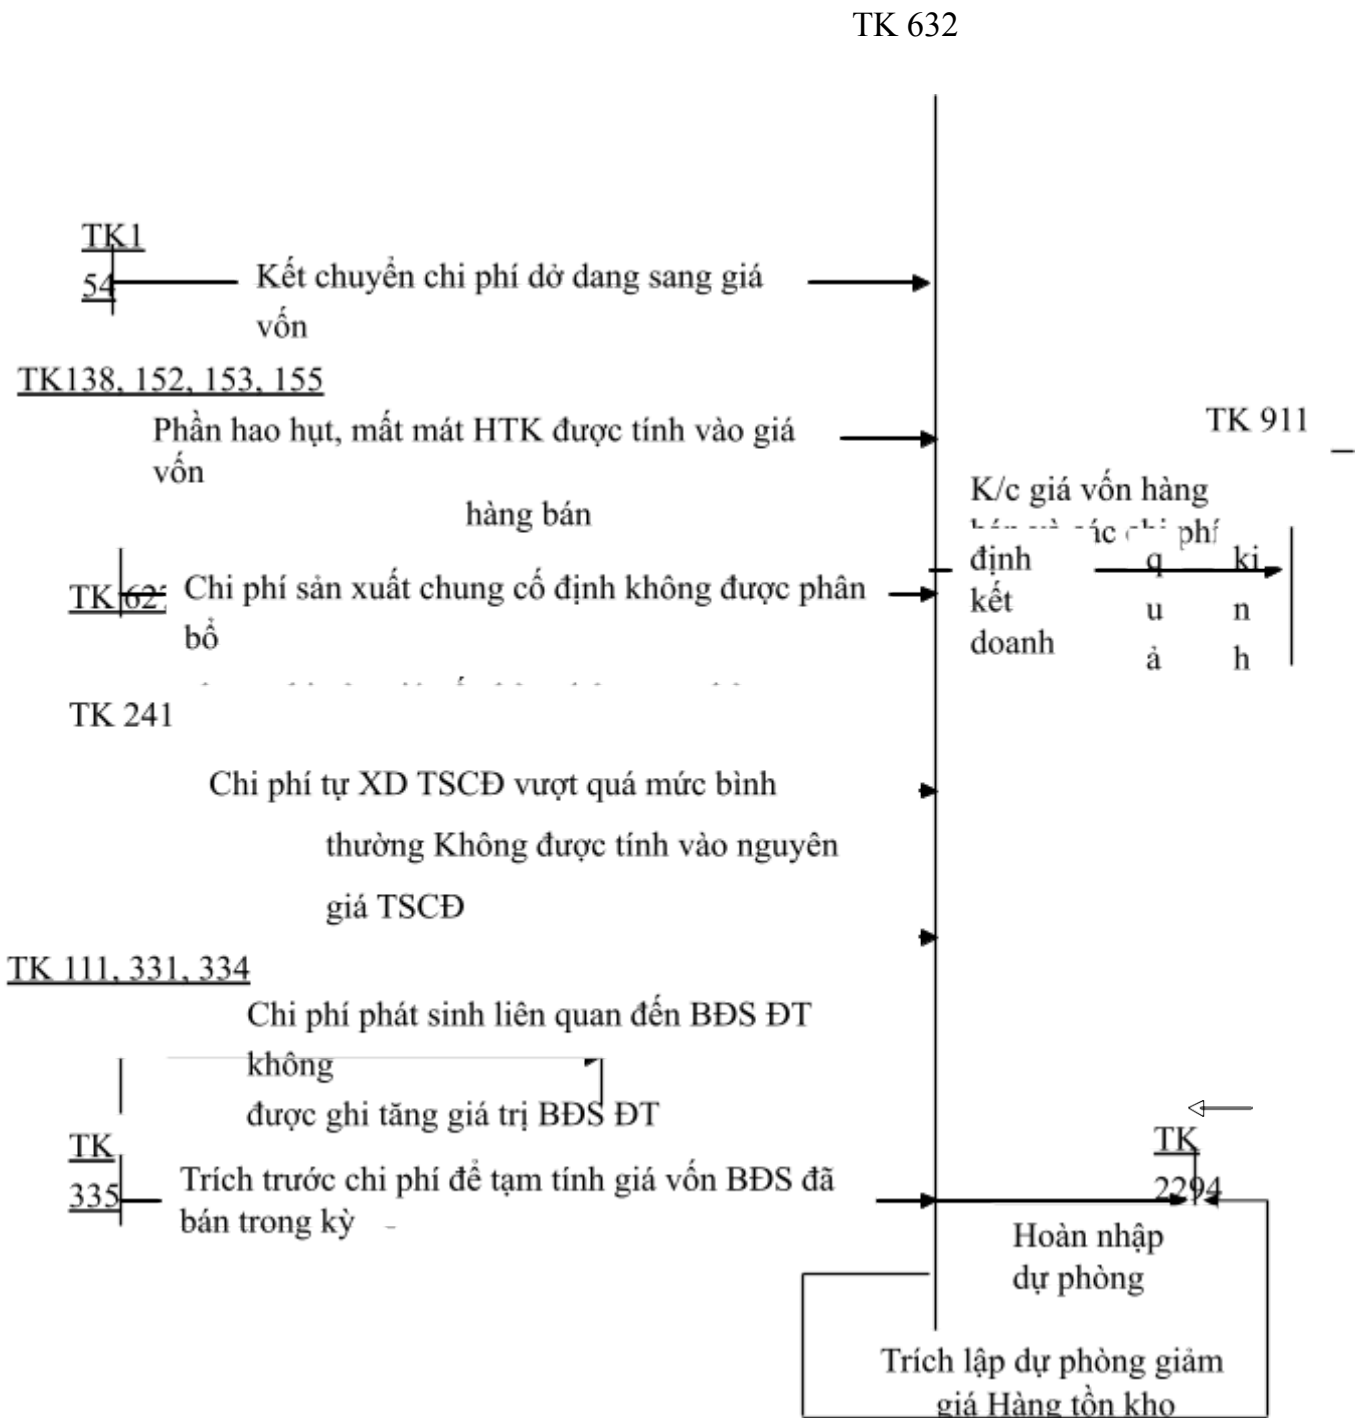 TK 632
TK1
54
Kết chuyển chi phí dở dang sang giá
vốn
TK138, 152, 153, 155
Phần hao hụt, mất mát HTK được tính vào giá
vốn
hàng bán
TK 911
K/c giá vốn hàng
phí
định q ki
kết u n
doanh ả h
TK 627
Chi phí sản xuất chung cố định không được phân
bổ
TK 241
Chi phí tự XD TSCĐ vượt quá mức bình
thường Không được tính vào nguyên
giá TSCĐ
TK 111, 331, 334
Chi phí phát sinh liên quan đến BĐS ĐT
không
được ghi tăng giá trị BĐS ĐT
TK
335
Trích trước chi phí để tạm tính giá vốn BĐS đã
bán trong kỳ
TK
2294
Hoàn nhập
dự phòng
Trích lập dự phòng giảm
giá Hàng tồn kho